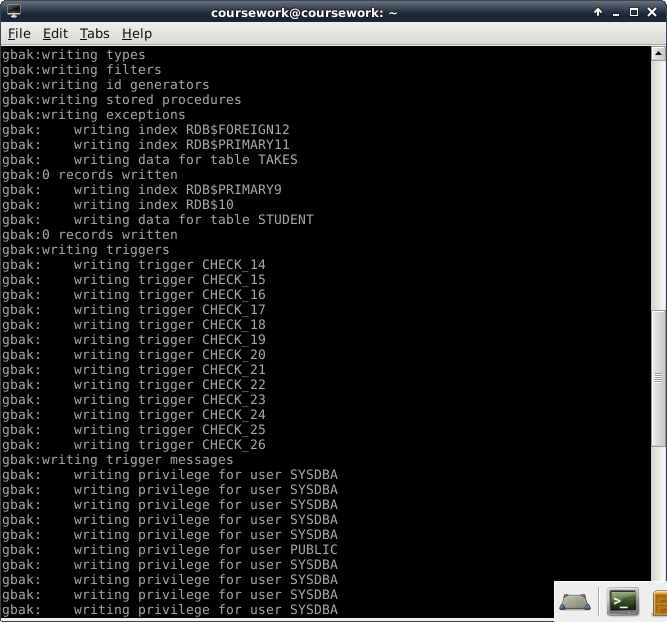 coursework@coursework: ~
File Edit Tabs Help
gbak:writing types
gbak:writing filters
gbak:writing id generators
gbak:writing stored procedures
gbak:writing exceptions
gbak:    writing index RDB$FOREIGN12
gbak:    writing index RDB$PRIMARY11
gbak:    writing data for table TAKES
gbak:0 records written
gbak:    writing index RDB$PRIMARY9
gbak:    writing index RDB$10
gbak:    writing data for table STUDENT
gbak:0 records written
gbak:writing triggers
gbak:    writing trigger CHECK_14
gbak:    writing trigger CHECK_15
gbak:    writing trigger CHECK_16
gbak:    writing trigger CHECK_17
gbak:    writing trigger CHECK_18
gbak:    writing trigger CHECK_19
gbak:    writing trigger CHECK_20
gbak:    writing trigger CHECK_21
gbak:    writing trigger CHECK_22
gbak:    writing trigger CHECK_23
gbak:    writing trigger CHECK_24
gbak:    writing trigger CHECK_25
gbak:    writing trigger CHECK_26
gbak:writing trigger messages
gbak:    writing privilege for user SYSDBA
gbak:    writing privilege for user SYSDBA
gbak:    writing privilege for user SYSDBA
gbak:    writing privilege for user SYSDBA
gbak:    writing privilege for user SYSDBA
gbak:    writing privilege for user PUBLIC
gbak:    writing privilege for user SYSDBA
gbak:    writing privilege for user SYSDBA
gbak:    writing privilege for user SYSDBA
gbak:    writing privilege for user SYSDBA